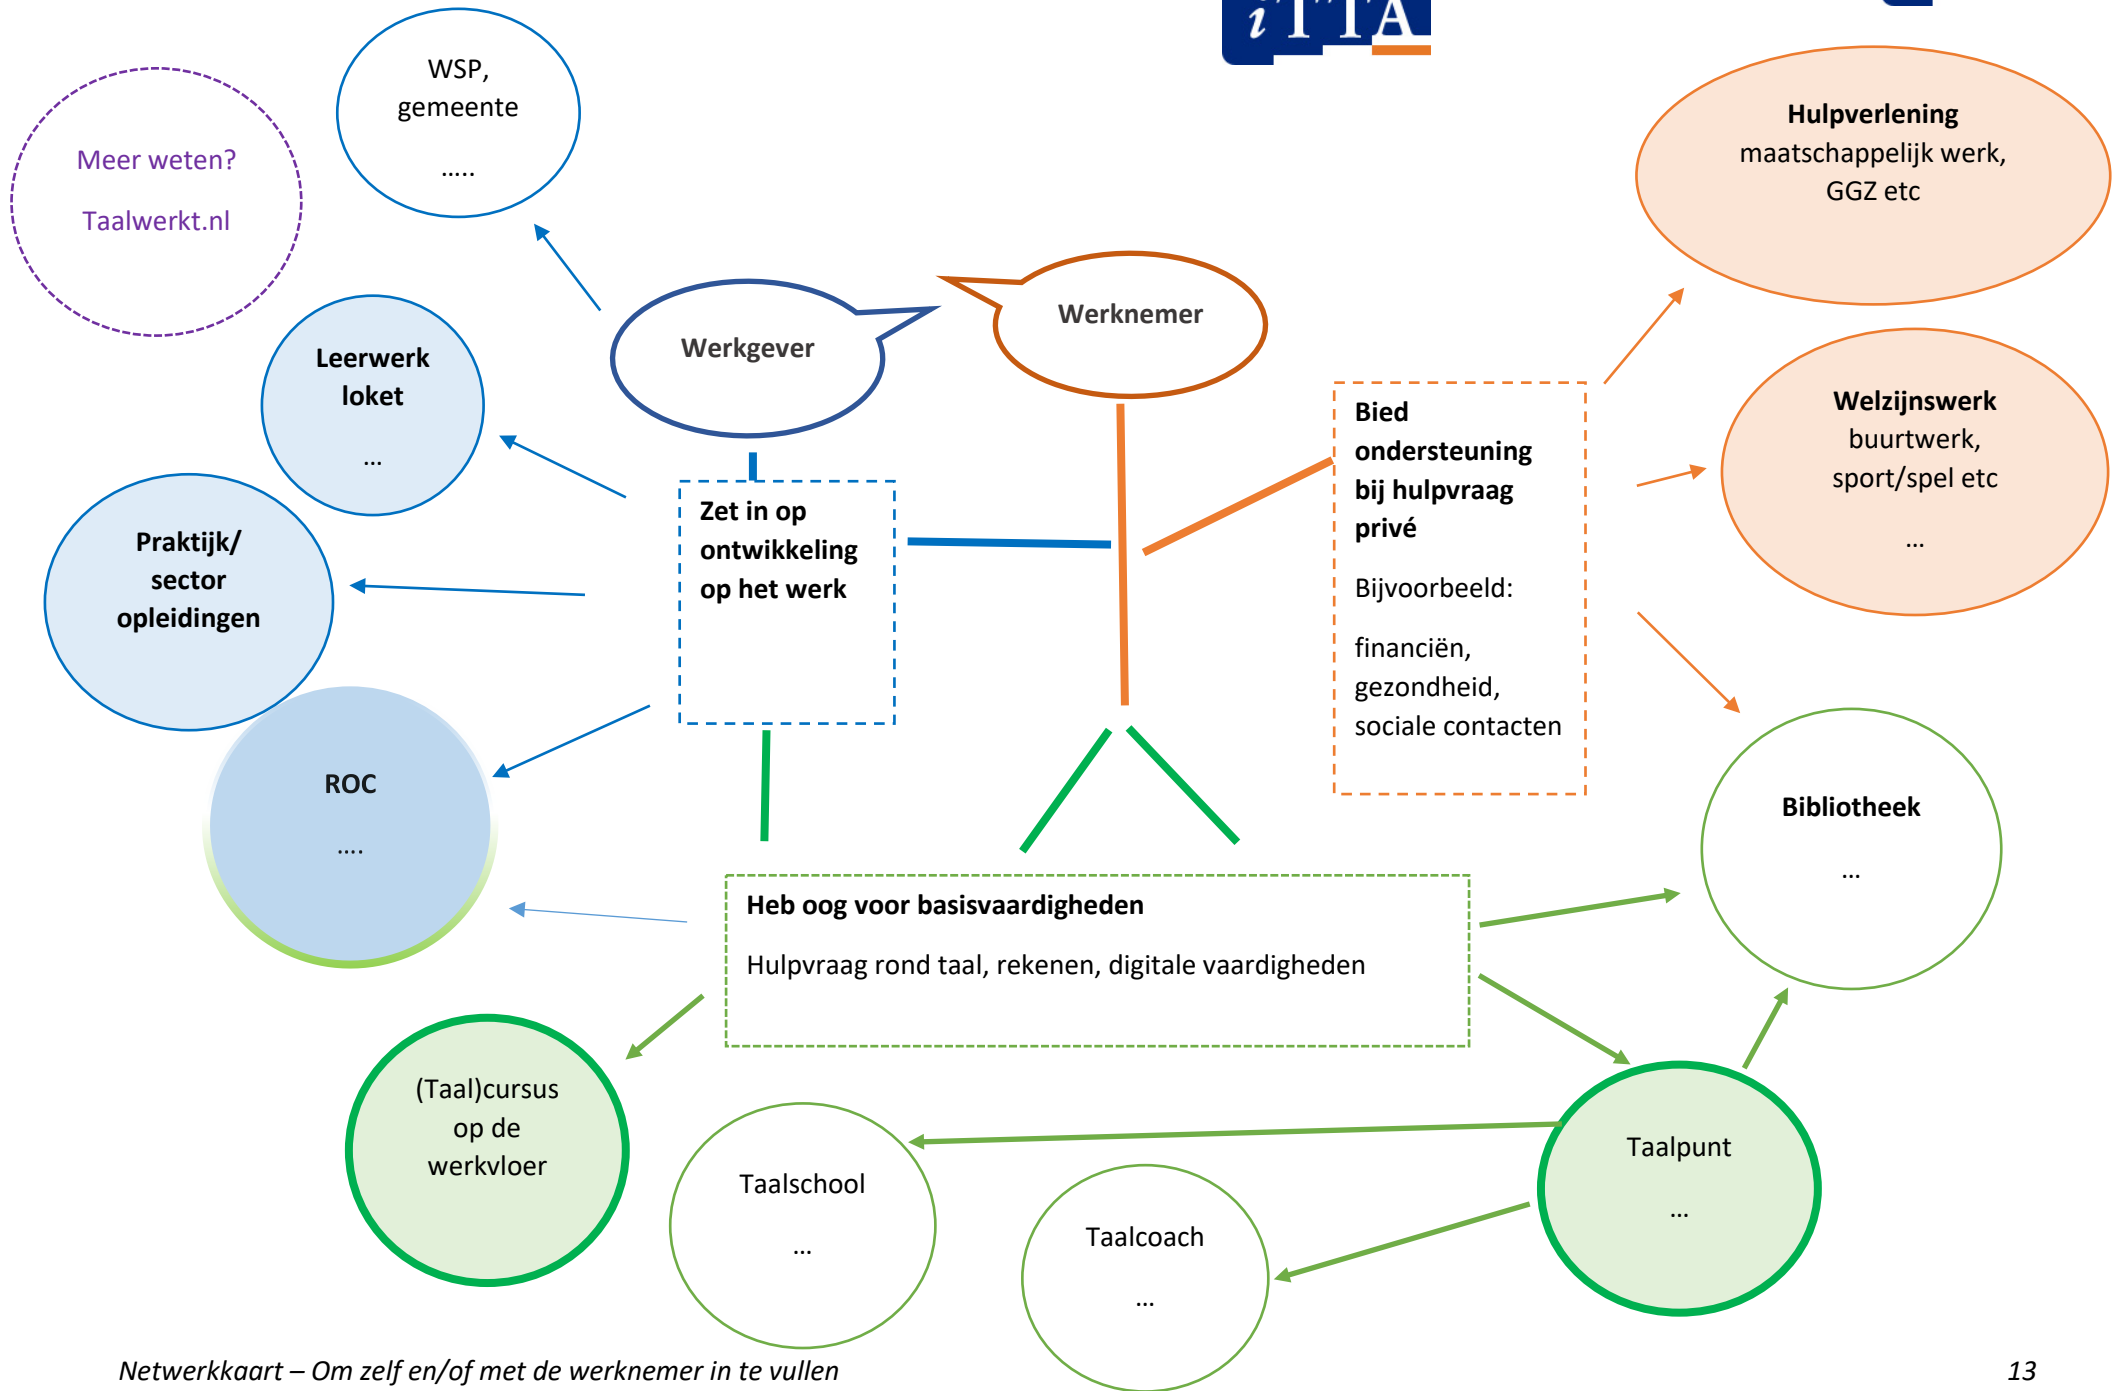 iTTA
WSP,
gemeente
.....
Meer weten?
Taalwerkt.nl
Hulpverlening
maatschappelijk werk,
GGZ etc
Werkgever
Werknemer
Leerwerk
loket
...
Welzijnswerk
buurtwerk,
sport/spel etc
...
Praktijk/
sector
opleidingen
Zet in op
ontwikkeling
op het werk
Bied
ondersteuning
bij hulpvraag
privé
Bijvoorbeeld:
financiën,
gezondheid,
sociale contacten
ROC
....
Bibliotheek
...
Heb oog voor basisvaardigheden
Hulpvraag rond taal, rekenen, digitale vaardigheden
(Taal)cursus
op de
werkvloer
Taalschool
...
Taalcoach
...
Taalpunt
...
Netwerkkaart – Om zelf en/of met de werknemer in te vullen
13